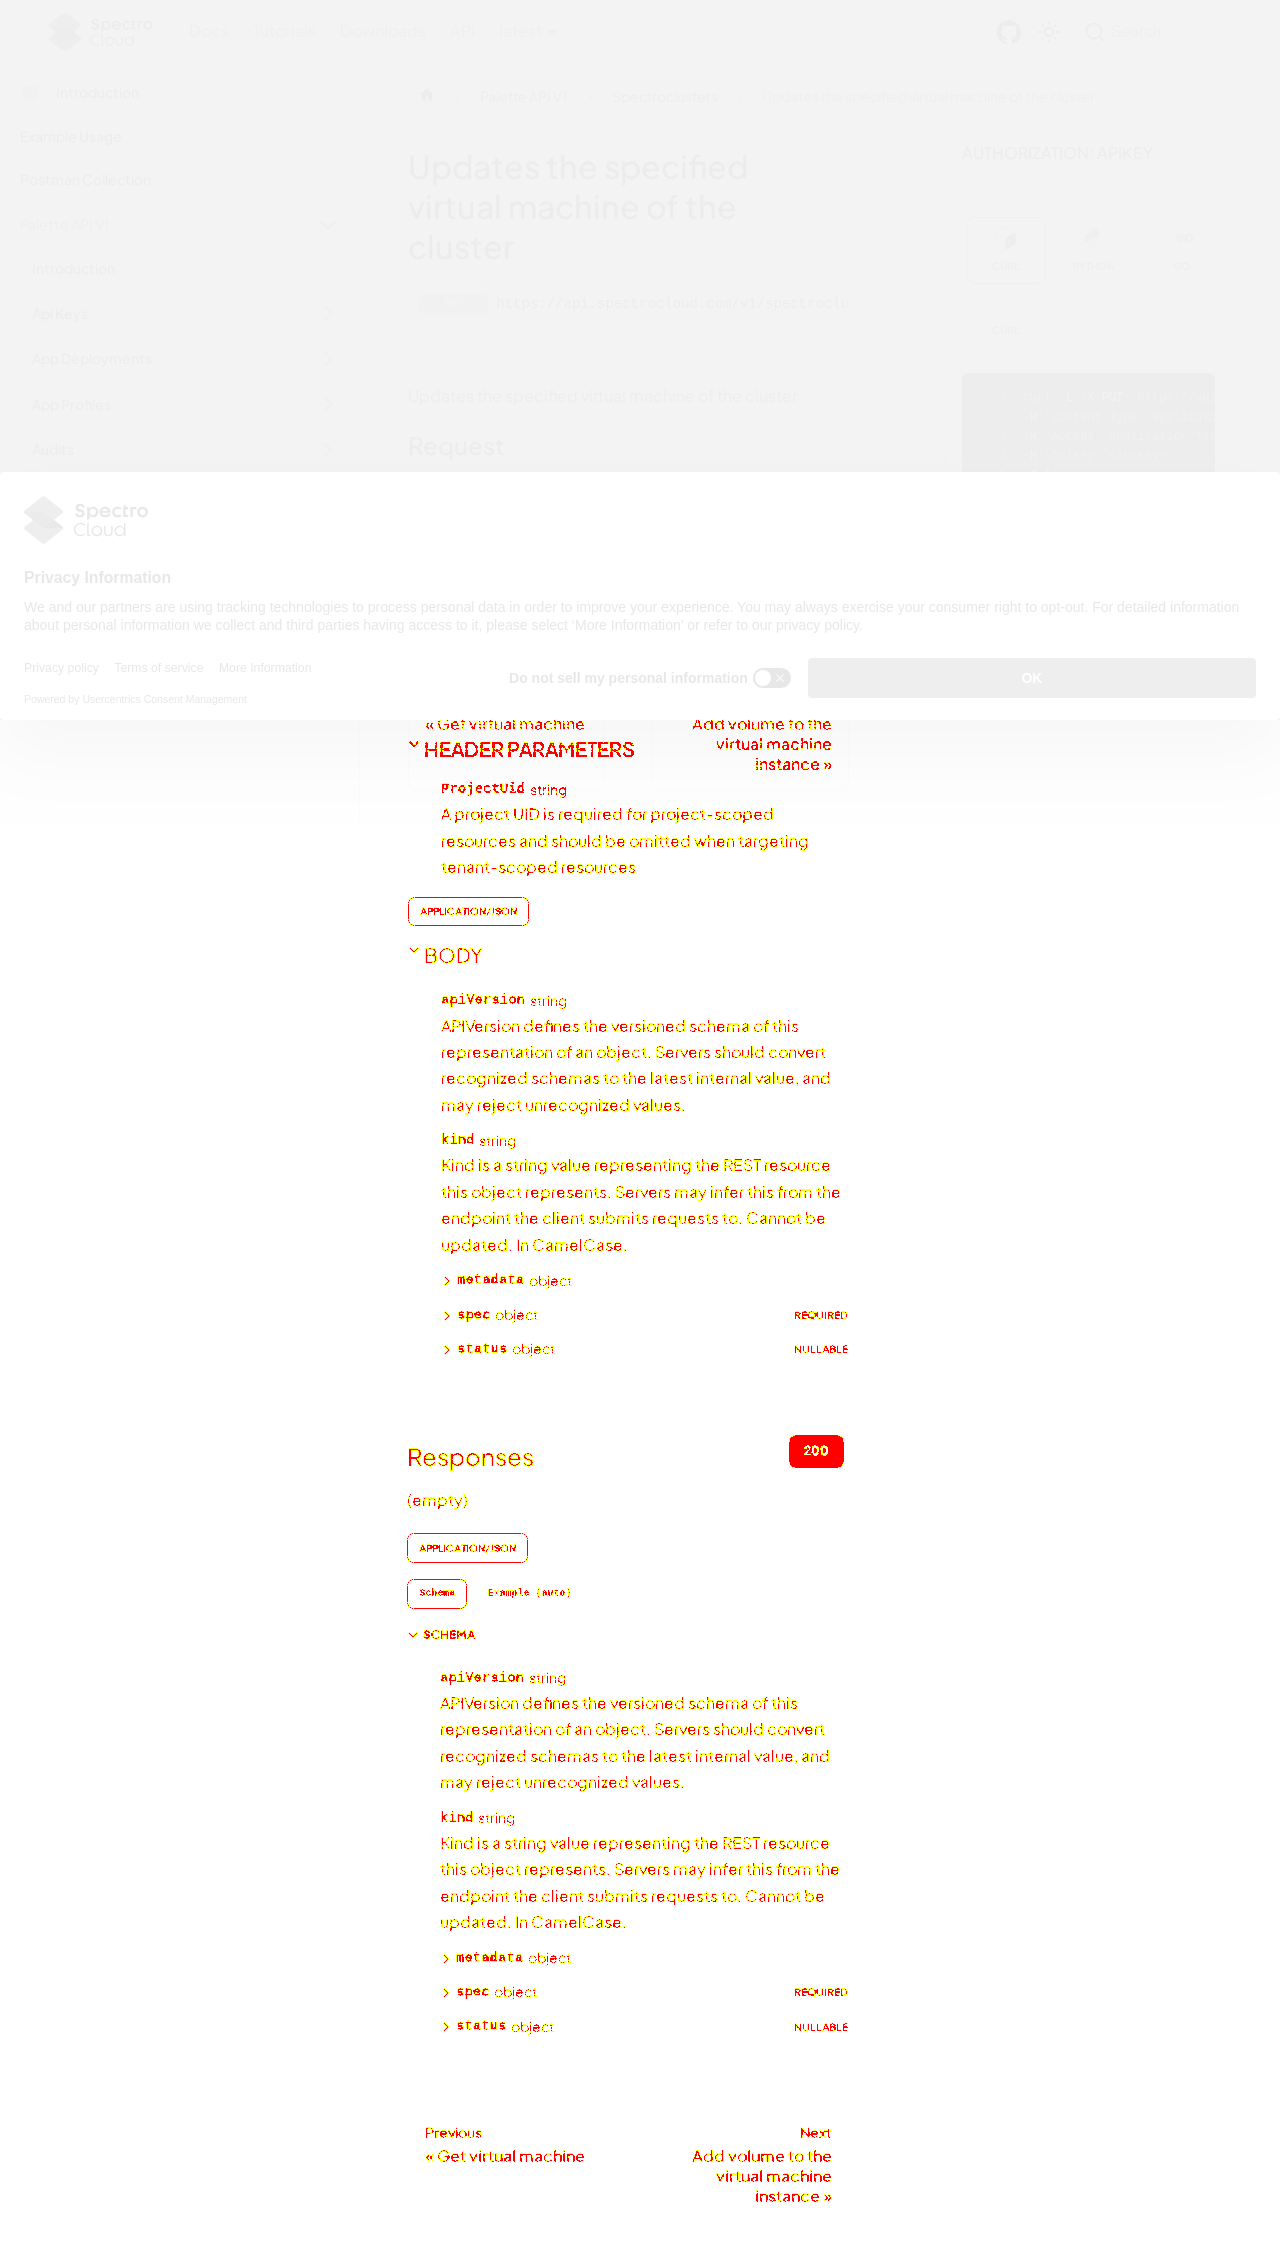 Spectro
Cloud
Docs
Tutorials
Downloads
API
latest
Search
Introduction
Palette API V1
Spectroclusters
Updates the specified virtual machine of the cluster
Example Usage
Postman Collection
Palette API V1
Introduction
Api Keys
App Deployments
App Profiles
Audits
Updates the specified
virtual machine of the
cluster
https://api.spectrocloud.com/v1/spectroclu
Updates the specified virtual machine of the cluster
Request
AUTHORIZATION: APIKEY
CURL
PYTHON
GO
CURL
Spectro
Cloud
Privacy Information
We and our partners are using tracking technologies to process personal data in order to improve your experience. You may always exercise your consumer right to opt-out. For detailed information
about personal information we collect and third parties having access to it, please select ‘More Information’ or refer to our privacy policy.
Privacy policy
Terms of service
More Information
Powered by Usercentrics Consent Management
Do not sell my personal information
OK
« Get virtual machine
Add volume to the
virtual machine
instance »
HEADER PARAMETERS
ProjectUid string
A project UID is required for project-scoped
resources and should be omitted when targeting
tenant-scoped resources
APPLICATION/JSON
BODY
apiVersion string
APIVersion defines the versioned schema of this
representation of an object. Servers should convert
recognized schemas to the latest internal value, and
may reject unrecognized values.
kind string
Kind is a string value representing the REST resource
this object represents. Servers may infer this from the
endpoint the client submits requests to. Cannot be
updated. In CamelCase.
metadata object
spec object
REQUIRED
status object
NULLABLE
Responses
200
(empty)
APPLICATION/JSON
Schema
Example (auto)
SCHEMA
apiVersion string
APIVersion defines the versioned schema of this
representation of an object. Servers should convert
recognized schemas to the latest internal value, and
may reject unrecognized values.
kind string
Kind is a string value representing the REST resource
this object represents. Servers may infer this from the
endpoint the client submits requests to. Cannot be
updated. In CamelCase.
metadata object
spec object
REQUIRED
status object
NULLABLE
Previous
« Get virtual machine
Next
Add volume to the
virtual machine
instance »